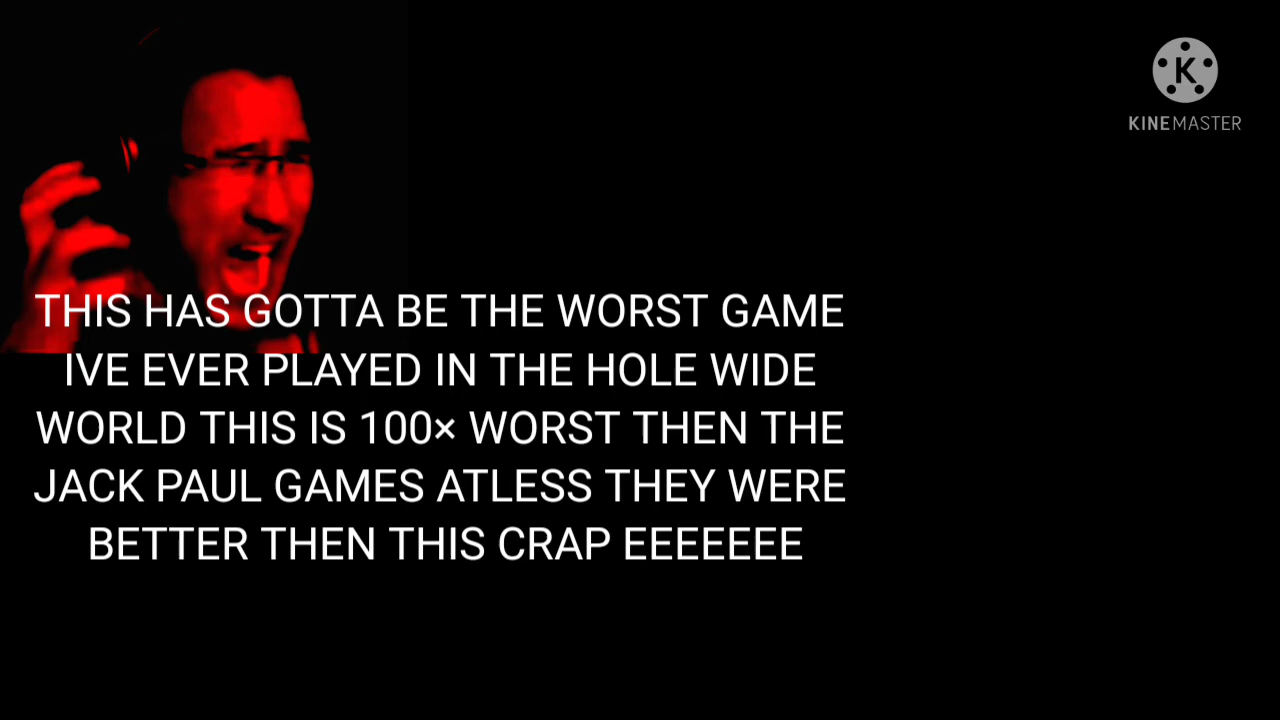 K
KINEMASTER
THIS HAS GOTTA BE THE WORST GAME
IVE EVER PLAYED IN THE HOLE WIDE
WORLD THIS IS 100× WORST THEN THE
JACK PAUL GAMES ATLESS THEY WERE
BETTER THEN THIS CRAP EEEEEEE